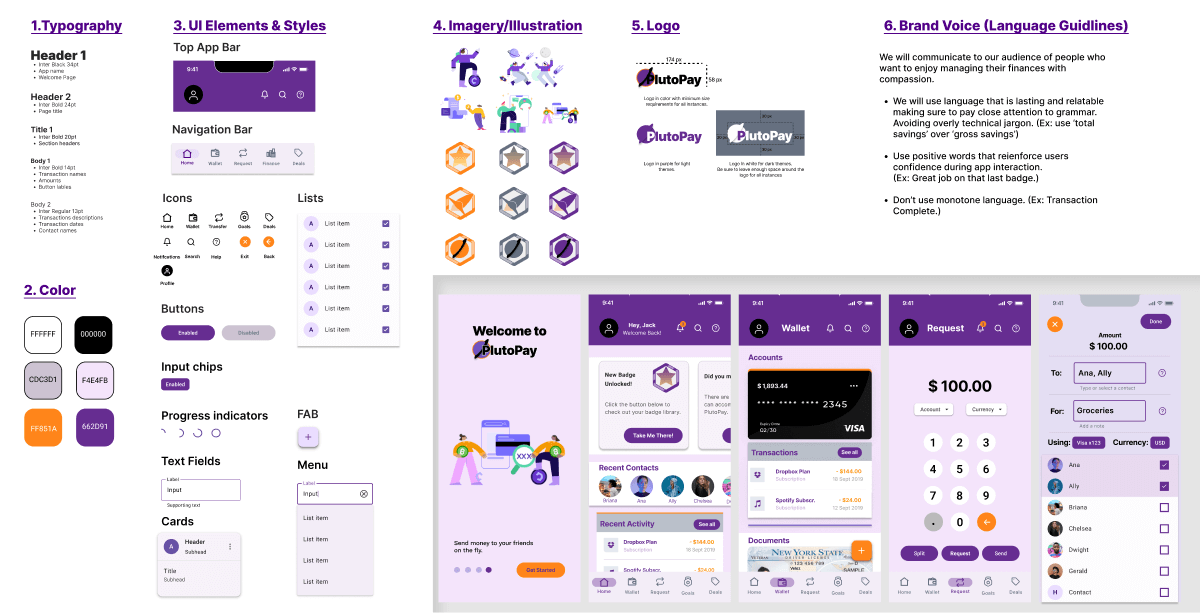 1.Typography
Header 1
Inter Black 34pt
App name
Welcome Page
Header 2
Inter Bold 24pt
Page title
Title 1
Inter Bold 20pt
Section headers
Body 1
Inter Bold 14pt
Transaction names
Amounts
Button lables
Body 2
Inter Regular 13pt
Transactions descriptions
Transaction dates
Contact names
2. Color
FFFFFF
000000
CDC3D1
F4E4FB
FF851A
662D91
3. UI Elements & Styles
Top App Bar
9:41
Navigation Bar
Home
Wallet
Request
Finance
Deals
Icons
Home
Wallet
Transfer
Goals
Deals
Notifcations
Search
Help
Exit
Back
Profile
Buttons
Enabled
Disabled
Input chips
Enabled
Progress indicators
Text Fields
Label
Input
Supporting text
Cards
A
Header
Subhead
Title
Subhead
Lists
A List item
A List item
A List item
A List item
A List item
A List item
FAB
+
Menu
Label
Input
List item
List item
List item
List item
4. Imagery/Illustration
5. Logo
174 px
PlutoPay
58 px
Logo in color with minimum size
requirements for all instances.
PlutoPay
Logo in purple for light
themes.
PlutoPay
Logo in white for dark themes.
Be sure to leave enough space around the
logo for all instances
6. Brand Voice (Language Guidlines)
We will communicate to our audience of people who
want to enjoy managing their finances with
compassion.
We will use language that is lasting and relatable
making sure to pay close attention to grammar.
Avoiding overly technical jargon. (Ex: use 'total
savings' over 'gross savings')
Use positive words that reienforce users
confidence during app interaction.
(Ex: Great job on that last badge.)
Don't use monotone language. (Ex: Transaction
Complete.)
Welcome to
PlutoPay
XXX
Send money to your friends
on the fly.
Get Started
9:41
Hey, Jack
Welcome Back!
New Badge
Unlocked!
Click the button below to
check out your badge library.
Take Me There!
Did you m
There are
can accom
PlutoPay.
Recent Contacts
Briana
Ana
Ally
Chelsea
Recent Activity
See all
Dropbox Plan
- $144.00
Subscription
18 Sept 2019
Spotify Subscr.
- $24.00
Home
Wallet
Request
Goals
Deals
9:41
Wallet
Accounts
$ 1,893.44
2345
Expiry Date
02/30
VISA
Transactions
See all
Dropbox Plan
- $144.00
Subscription
18 Sept 2019
Spotify Subscr.
- $24.00
Subscription
12 Sept 2019
Documents
NEW YORK STATE
+
SAMPLE
Home
Wallet
Request
Goals
Deals
9:41
Request
$ 100.00
Account
Currency
1 2 3
4 5 6
7 8 9
. 0
Split
Request
Send
Home
Wallet
Request
Goals
Deals
9:41
Done
Amount
$ 100.00
To:
Ana, Ally
Type or select a contact
For:
Groceries
Add a note
Using:
Visa x123
Currency:
USD
Ana
Ally
Briana
Chelsea
Dwight
Gerald
H Contact